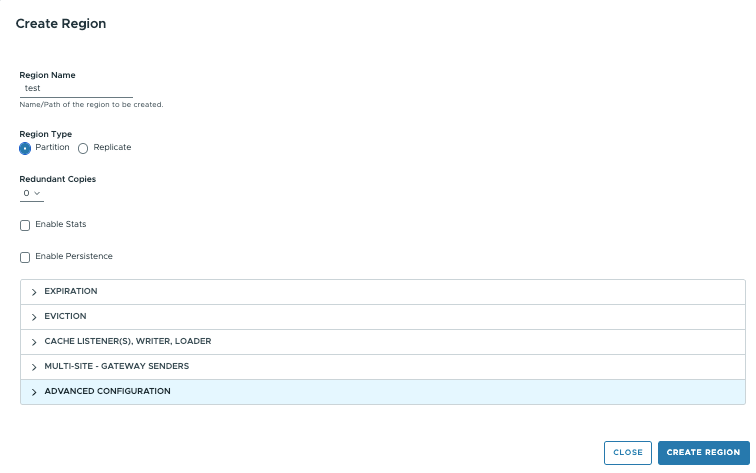 Create Region
Region Name
test
Name/Path of the region to be created.
Region Type
Partition Replicate
Redundant Copies
0
Enable Stats
Enable Persistence
EXPIRATION
EVICTION
CACHE LISTENER(S), WRITER, LOADER
MULTI-SITE - GATEWAY SENDERS
ADVANCED CONFIGURATION
CLOSE CREATE REGION